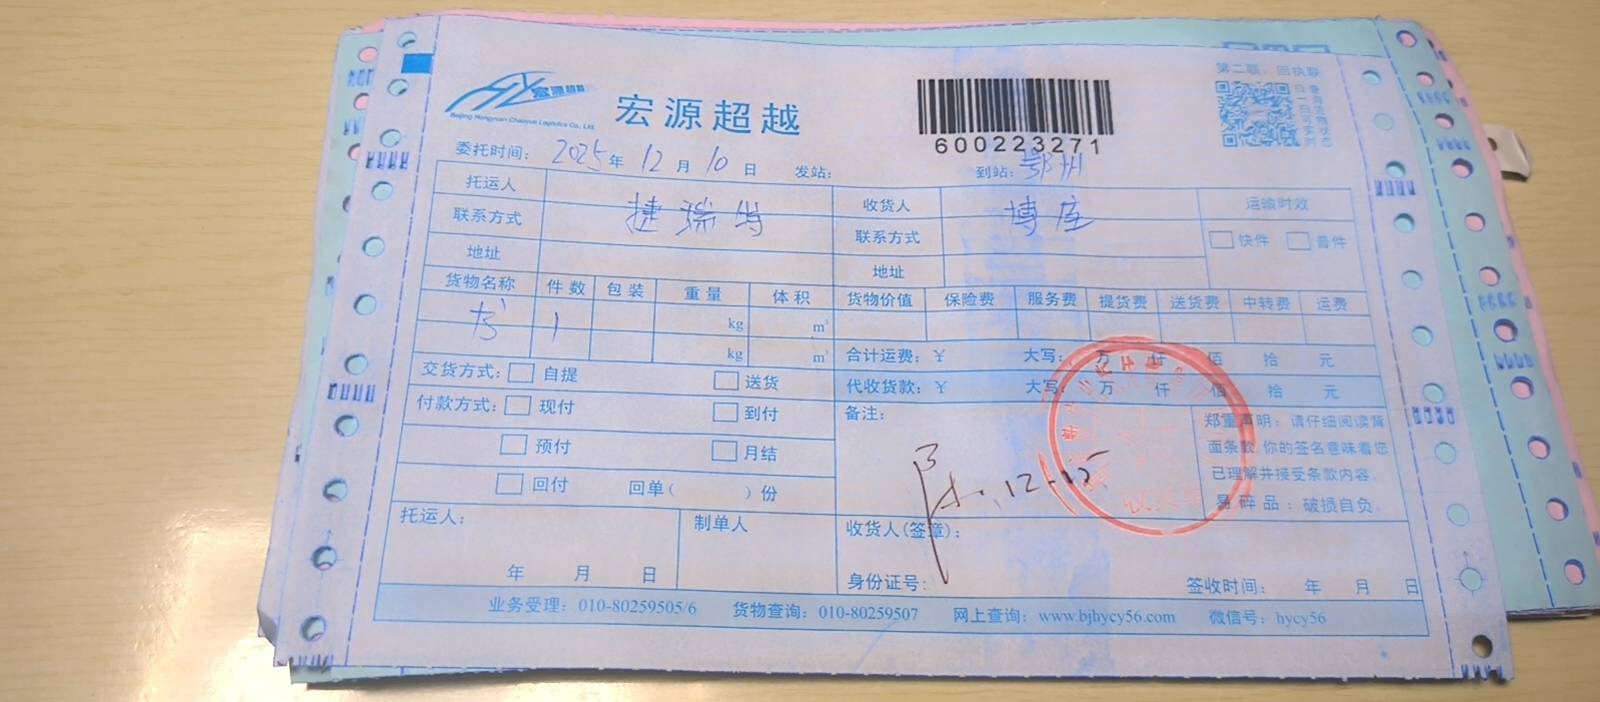 第二联：回执联
宏源超越
Beijing Hongyuan Chaoyue Logistics Co., Ltd.
宏源超越
600223271
委托时间：2025年 12月 10日 发站： 到站：鄂州
托运人 捷瑞特 收货人 博库 运输时效
联系方式 联系方式 快件 普件
地址 地址
货物名称 件数 包装 重量 体积 货物价值 保险费 服务费 提货费 送货费 中转费 运费
书 1 kg m³
kg m³ 合计运费：￥ 大写： 万 仟 佰 拾 元
交货方式： 自提 送货 代收货款：￥ 大写： 万 仟 佰 拾 元
付款方式： 现付 到付 备注：
预付 月结
回付 回单( )份
郑重声明：请仔细阅读背
面条款，你的签名意味着您
已理解并接受条款内容。
易碎品：破损自负。
托运人： 制单人 收货人(签章)：
年 月 日 身份证号： 签收时间： 年 月 日
业务受理：010-80259505/6 货物查询：010-80259507 网上查询：www.bjhycy56.com 微信号：hycy56